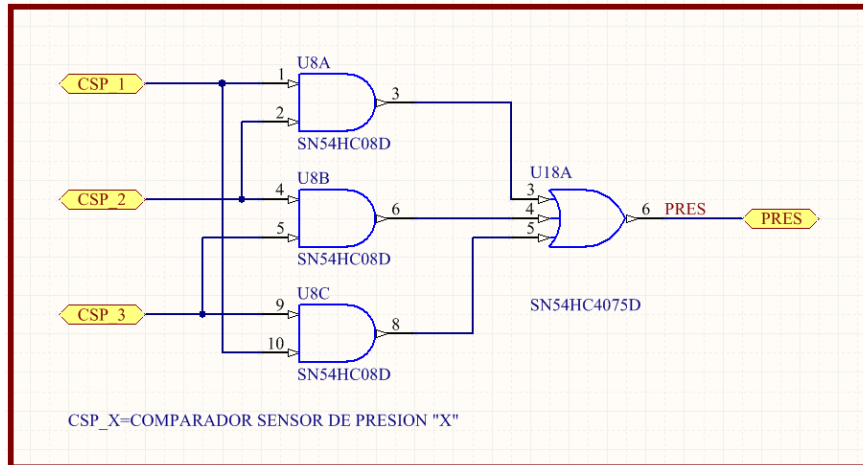 U8A
CSP_1
1
3
2
SN54HC08D
U8B
U18A
CSP_2
4
3
6
4
6
PRES
PRES
5
5
SN54HC08D
U8C
SN54HC4075D
CSP_3
9
8
10
SN54HC08D
CSP_X=COMPARADOR SENSOR DE PRESION "X"